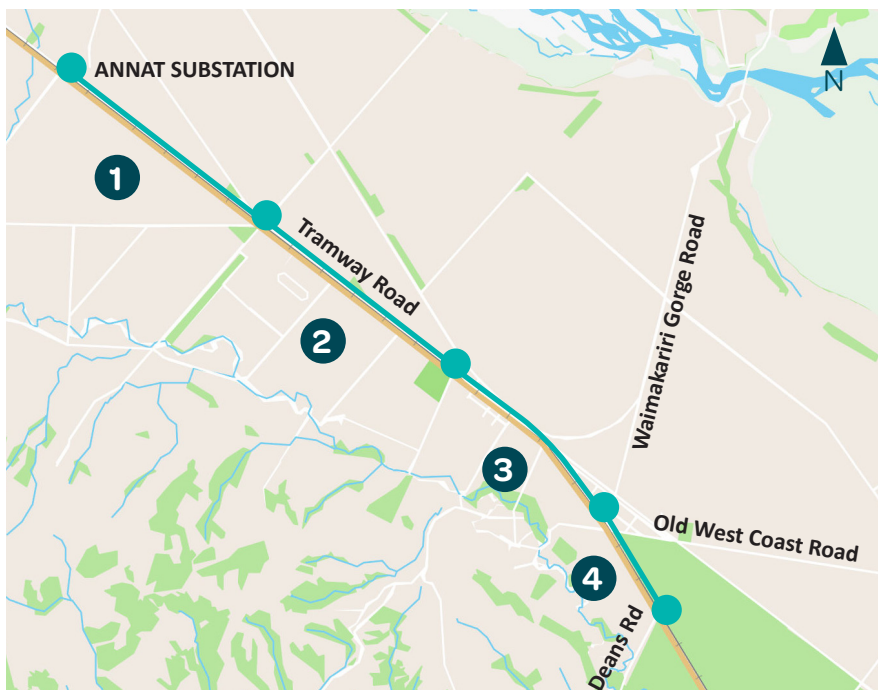 N
ANNAT SUBSTATION
1
Tramway Road
2
Waimakariri Gorge Road
3
Old West Coast Road
4
Deans Rd